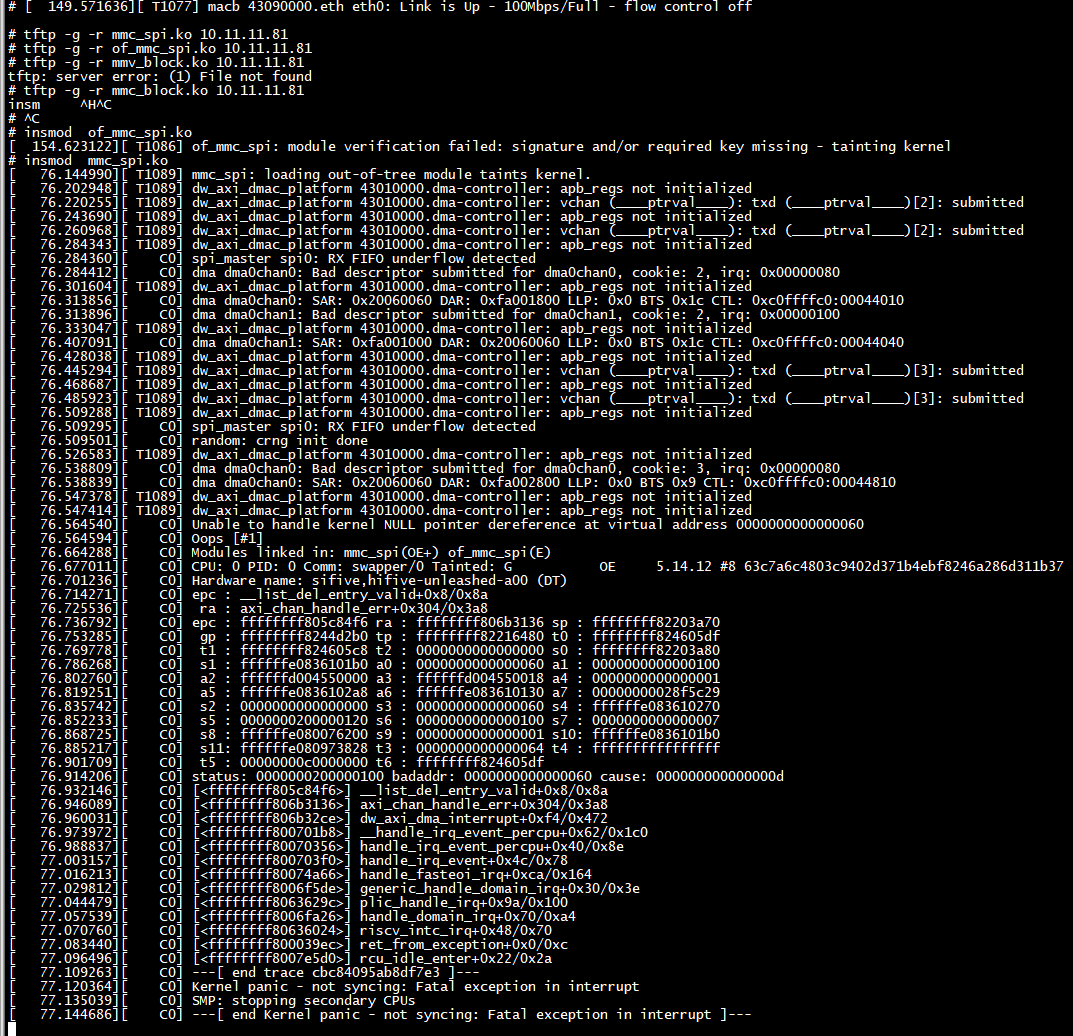 # [  149.571636][ T1077] macb 43090000.eth eth0: Link is Up - 100Mbps/Full - flow control off
# tftp -g -r mmc_spi.ko 10.11.11.81
# tftp -g -r of_mmc_spi.ko 10.11.11.81
# tftp -g -r mmv_block.ko 10.11.11.81
tftp: server error: (1) File not found
# tftp -g -r mmc_block.ko 10.11.11.81
insm     ^H^C
# ^C
# insmod  of_mmc_spi.ko
[  154.623122][ T1086] of_mmc_spi: module verification failed: signature and/or required key missing - tainting kernel
# insmod  mmc_spi.ko
[   76.144990][ T1089] mmc_spi: loading out-of-tree module taints kernel.
[   76.202948][ T1089] dw_axi_dmac_platform 43010000.dma-controller: apb_regs not initialized
[   76.220255][ T1089] dw_axi_dmac_platform 43010000.dma-controller: vchan (____ptrval____): txd (____ptrval____)[2]: submitted
[   76.243690][ T1089] dw_axi_dmac_platform 43010000.dma-controller: apb_regs not initialized
[   76.260968][ T1089] dw_axi_dmac_platform 43010000.dma-controller: vchan (____ptrval____): txd (____ptrval____)[2]: submitted
[   76.284343][ T1089] dw_axi_dmac_platform 43010000.dma-controller: apb_regs not initialized
[   76.284360][    C0] spi_master spi0: RX FIFO underflow detected
[   76.284412][    C0] dma dma0chan0: Bad descriptor submitted for dma0chan0, cookie: 2, irq: 0x00000080
[   76.301604][ T1089] dw_axi_dmac_platform 43010000.dma-controller: apb_regs not initialized
[   76.313856][    C0] dma dma0chan0: SAR: 0x20060060 DAR: 0xfa001800 LLP: 0x0 BTS 0x1c CTL: 0xc0ffffc0:00044010
[   76.313896][    C0] dma dma0chan1: Bad descriptor submitted for dma0chan1, cookie: 2, irq: 0x00000100
[   76.333047][ T1089] dw_axi_dmac_platform 43010000.dma-controller: apb_regs not initialized
[   76.407091][    C0] dma dma0chan1: SAR: 0xfa001000 DAR: 0x20060060 LLP: 0x0 BTS 0x1c CTL: 0xc0ffffc0:00044040
[   76.428038][ T1089] dw_axi_dmac_platform 43010000.dma-controller: apb_regs not initialized
[   76.445294][ T1089] dw_axi_dmac_platform 43010000.dma-controller: vchan (____ptrval____): txd (____ptrval____)[3]: submitted
[   76.468687][ T1089] dw_axi_dmac_platform 43010000.dma-controller: apb_regs not initialized
[   76.485923][ T1089] dw_axi_dmac_platform 43010000.dma-controller: vchan (____ptrval____): txd (____ptrval____)[3]: submitted
[   76.509288][ T1089] dw_axi_dmac_platform 43010000.dma-controller: apb_regs not initialized
[   76.509295][    C0] spi_master spi0: RX FIFO underflow detected
[   76.509501][    C0] random: crng init done
[   76.526583][ T1089] dw_axi_dmac_platform 43010000.dma-controller: apb_regs not initialized
[   76.538809][    C0] dma dma0chan0: Bad descriptor submitted for dma0chan0, cookie: 3, irq: 0x00000080
[   76.538839][    C0] dma dma0chan0: SAR: 0x20060060 DAR: 0xfa002800 LLP: 0x0 BTS 0x9 CTL: 0xc0ffffc0:00044810
[   76.547378][ T1089] dw_axi_dmac_platform 43010000.dma-controller: apb_regs not initialized
[   76.547414][ T1089] dw_axi_dmac_platform 43010000.dma-controller: apb_regs not initialized
[   76.564540][    C0] Unable to handle kernel NULL pointer dereference at virtual address 0000000000000060
[   76.564594][    C0] Oops [#1]
[   76.664288][    C0] Modules linked in: mmc_spi(OE+) of_mmc_spi(E)
[   76.677011][    C0] CPU: 0 PID: 0 Comm: swapper/0 Tainted: G           OE     5.14.12 #8 63c7a6c4803c9402d371b4ebf8246a286d311b37
[   76.701236][    C0] Hardware name: sifive,hifive-unleashed-a00 (DT)
[   76.714271][    C0] epc : __list_del_entry_valid+0x8/0x8a
[   76.725536][    C0]  ra : axi_chan_handle_err+0x304/0x3a8
[   76.736792][    C0] epc : ffffffff805c84f6 ra : ffffffff806b3136 sp : ffffffff82203a70
[   76.753285][    C0]  gp : ffffffff8244d2b0 tp : ffffffff82216480 t0 : ffffffff824605df
[   76.769778][    C0]  t1 : ffffffff824605c8 t2 : 0000000000000000 s0 : ffffffff82203a80
[   76.786268][    C0]  s1 : ffffffe0836101b0 a0 : 0000000000000060 a1 : 0000000000000100
[   76.802760][    C0]  a2 : ffffffd004550000 a3 : ffffffd004550018 a4 : 0000000000000001
[   76.819251][    C0]  a5 : ffffffe0836102a8 a6 : ffffffe083610130 a7 : 00000000028f5c29
[   76.835742][    C0]  s2 : 0000000000000000 s3 : 0000000000000060 s4 : ffffffe083610270
[   76.852233][    C0]  s5 : 0000000200000120 s6 : 0000000000000100 s7 : 0000000000000007
[   76.868725][    C0]  s8 : ffffffe080076200 s9 : 0000000000000001 s10: ffffffe0836101b0
[   76.885217][    C0]  s11: ffffffe080973828 t3 : 0000000000000064 t4 : ffffffffffffffff
[   76.901709][    C0]  t5 : 00000000c0000000 t6 : ffffffff824605df
[   76.914206][    C0] status: 0000000200000100 badaddr: 0000000000000060 cause: 000000000000000d
[   76.932146][    C0] [<ffffffff805c84f6>] __list_del_entry_valid+0x8/0x8a
[   76.946089][    C0] [<ffffffff806b3136>] axi_chan_handle_err+0x304/0x3a8
[   76.960031][    C0] [<ffffffff806b32ce>] dw_axi_dma_interrupt+0xf4/0x472
[   76.973972][    C0] [<ffffffff800701b8>] __handle_irq_event_percpu+0x62/0x1c0
[   76.988837][    C0] [<ffffffff80070356>] handle_irq_event_percpu+0x40/0x8e
[   77.003157][    C0] [<ffffffff800703f0>] handle_irq_event+0x4c/0x78
[   77.016213][    C0] [<ffffffff80074a66>] handle_fasteoi_irq+0xca/0x164
[   77.029812][    C0] [<ffffffff8006f5de>] generic_handle_domain_irq+0x30/0x3e
[   77.044479][    C0] [<ffffffff8063629c>] plic_handle_irq+0x9a/0x100
[   77.057539][    C0] [<ffffffff8006fa26>] handle_domain_irq+0x70/0xa4
[   77.070760][    C0] [<ffffffff80636024>] riscv_intc_irq+0x48/0x70
[   77.083440][    C0] [<ffffffff800039ec>] ret_from_exception+0x0/0xc
[   77.096496][    C0] [<ffffffff8007e5d0>] rcu_idle_enter+0x22/0x2a
[   77.109263][    C0] ---[ end trace cbc84095ab8df7e3 ]---
[   77.120364][    C0] Kernel panic - not syncing: Fatal exception in interrupt
[   77.135039][    C0] SMP: stopping secondary CPUs
[   77.144686][    C0] ---[ end Kernel panic - not syncing: Fatal exception in interrupt ]---